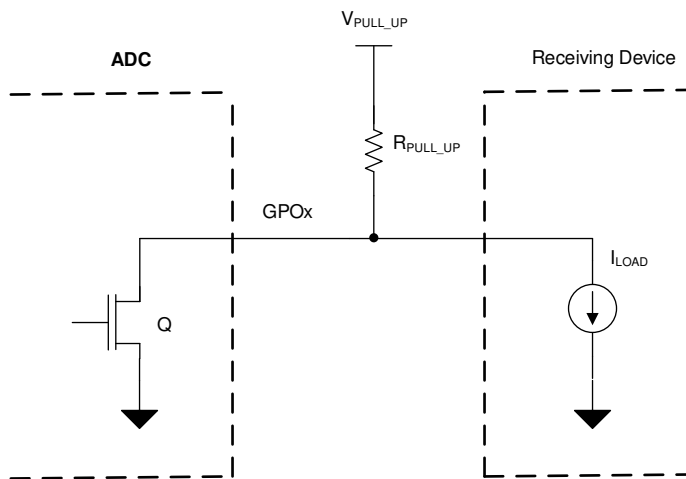 V_PULL_UP
ADC
Receiving Device
R_PULL_UP
GPOx
I_LOAD
Q